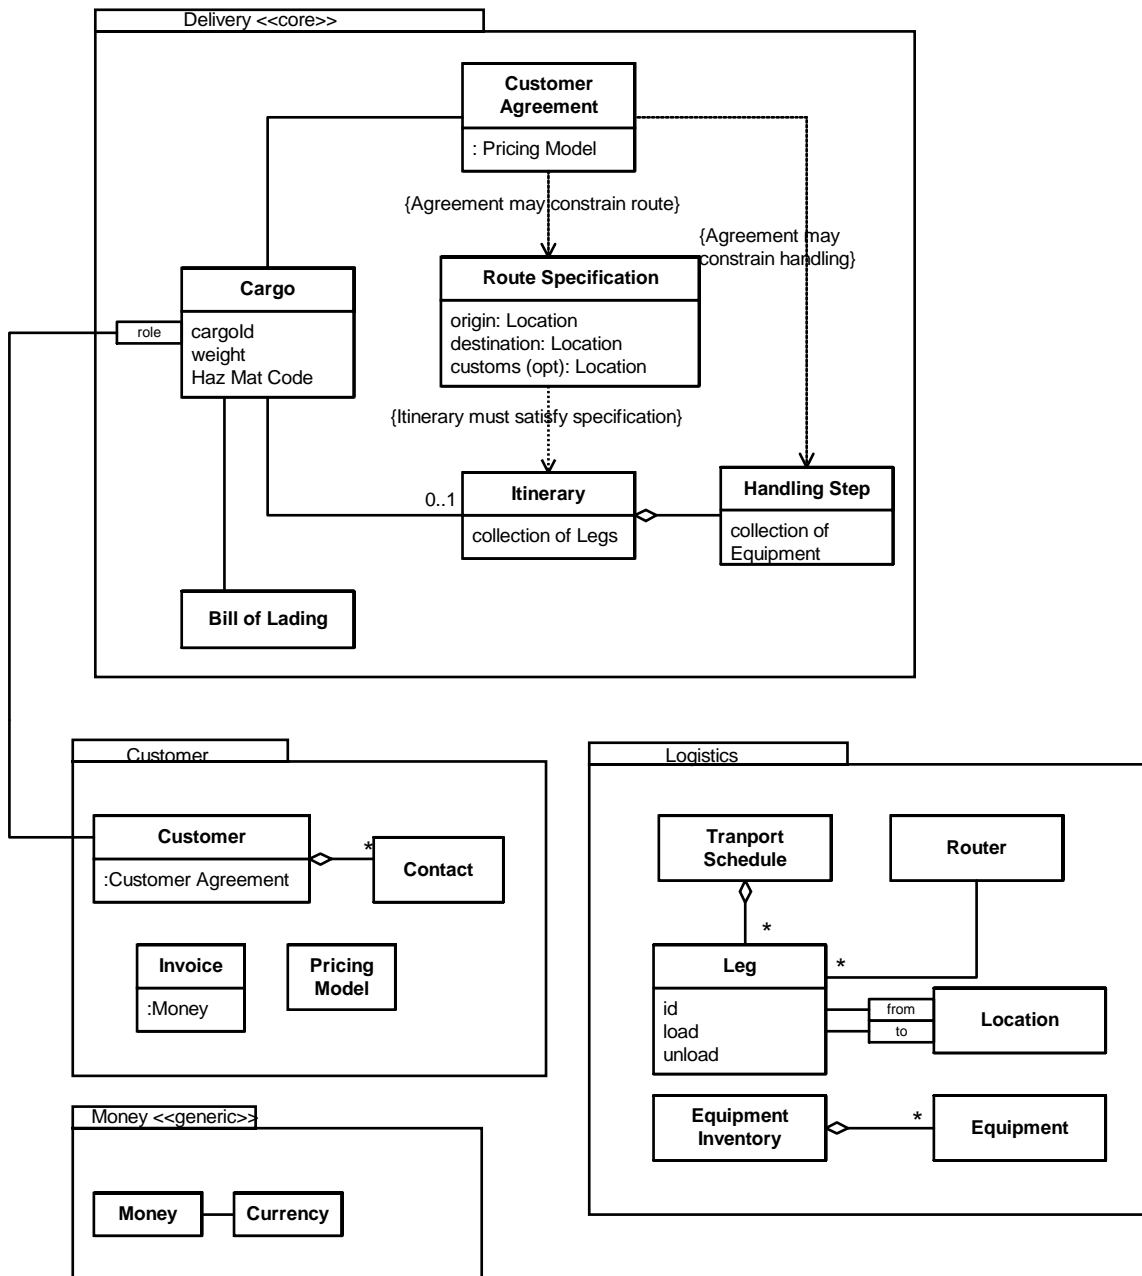 Delivery <<core>>
Customer
Agreement
: Pricing Model
{Agreement may constrain route}
{Agreement may
constrain handling}
Cargo
role
cargoId
weight
Haz Mat Code
Route Specification
origin: Location
destination: Location
customs (opt): Location
{Itinerary must satisfy specification}
0..1
Itinerary
collection of Legs
Handling Step
collection of
Equipment
Bill of Lading
Customer
Customer
:Customer Agreement
*
Contact
Invoice
:Money
Pricing
Model
Logistics
Tranport
Schedule
Router
*
*
Leg
id
load
unload
from
to
Location
Equipment
Inventory
*
Equipment
Money <<generic>>
Money
Currency